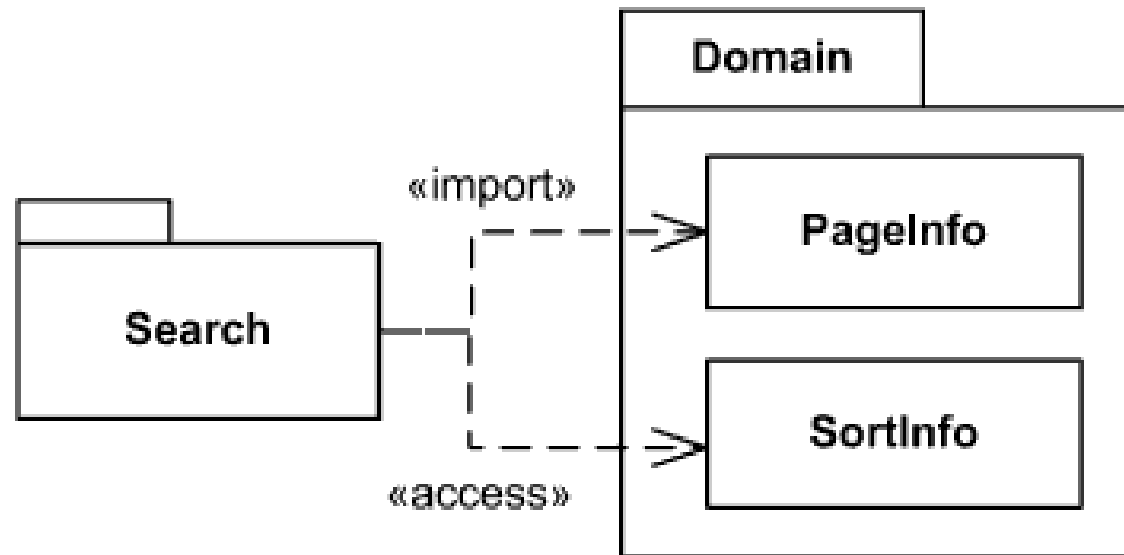 Domain
«import»
PageInfo
Search
SortInfo
«access»